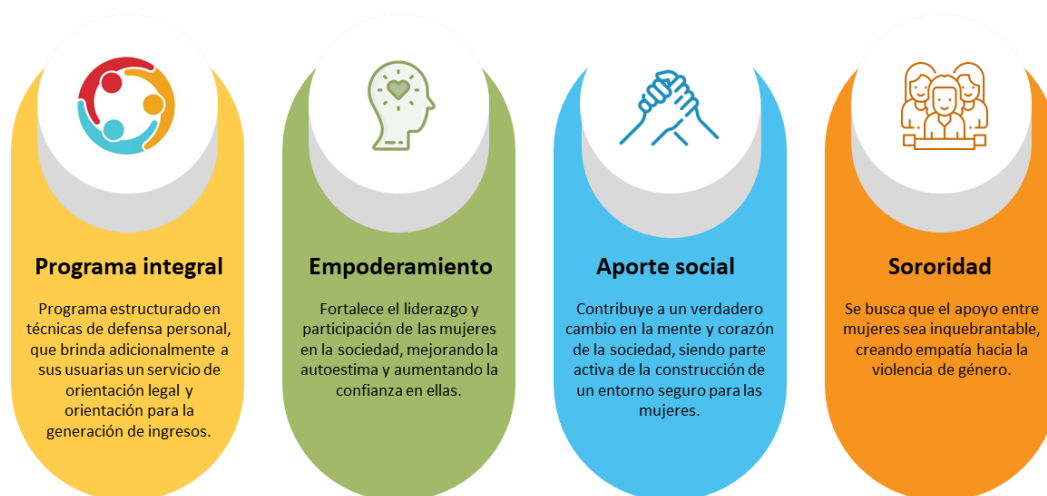 Programa integral
Programa estructurado en
técnicas de defensa personal,
que brinda adicionalmente a
sus usuarias un servicio de
orientación legal y
orientación para la
generación de ingresos.
Empoderamiento
Fortalece el liderazgo y
participación de las mujeres
en la sociedad, mejorando la
autoestima y aumentando la
confianza en ellas.
Aporte social
Contribuye a un verdadero
cambio en la mente y corazón
de la sociedad, siendo parte
activa de la construcción de
un entorno seguro para las
mujeres.
Sororidad
Se busca que el apoyo entre
mujeres sea inquebrantable,
creando empatía hacia la
violencia de género.